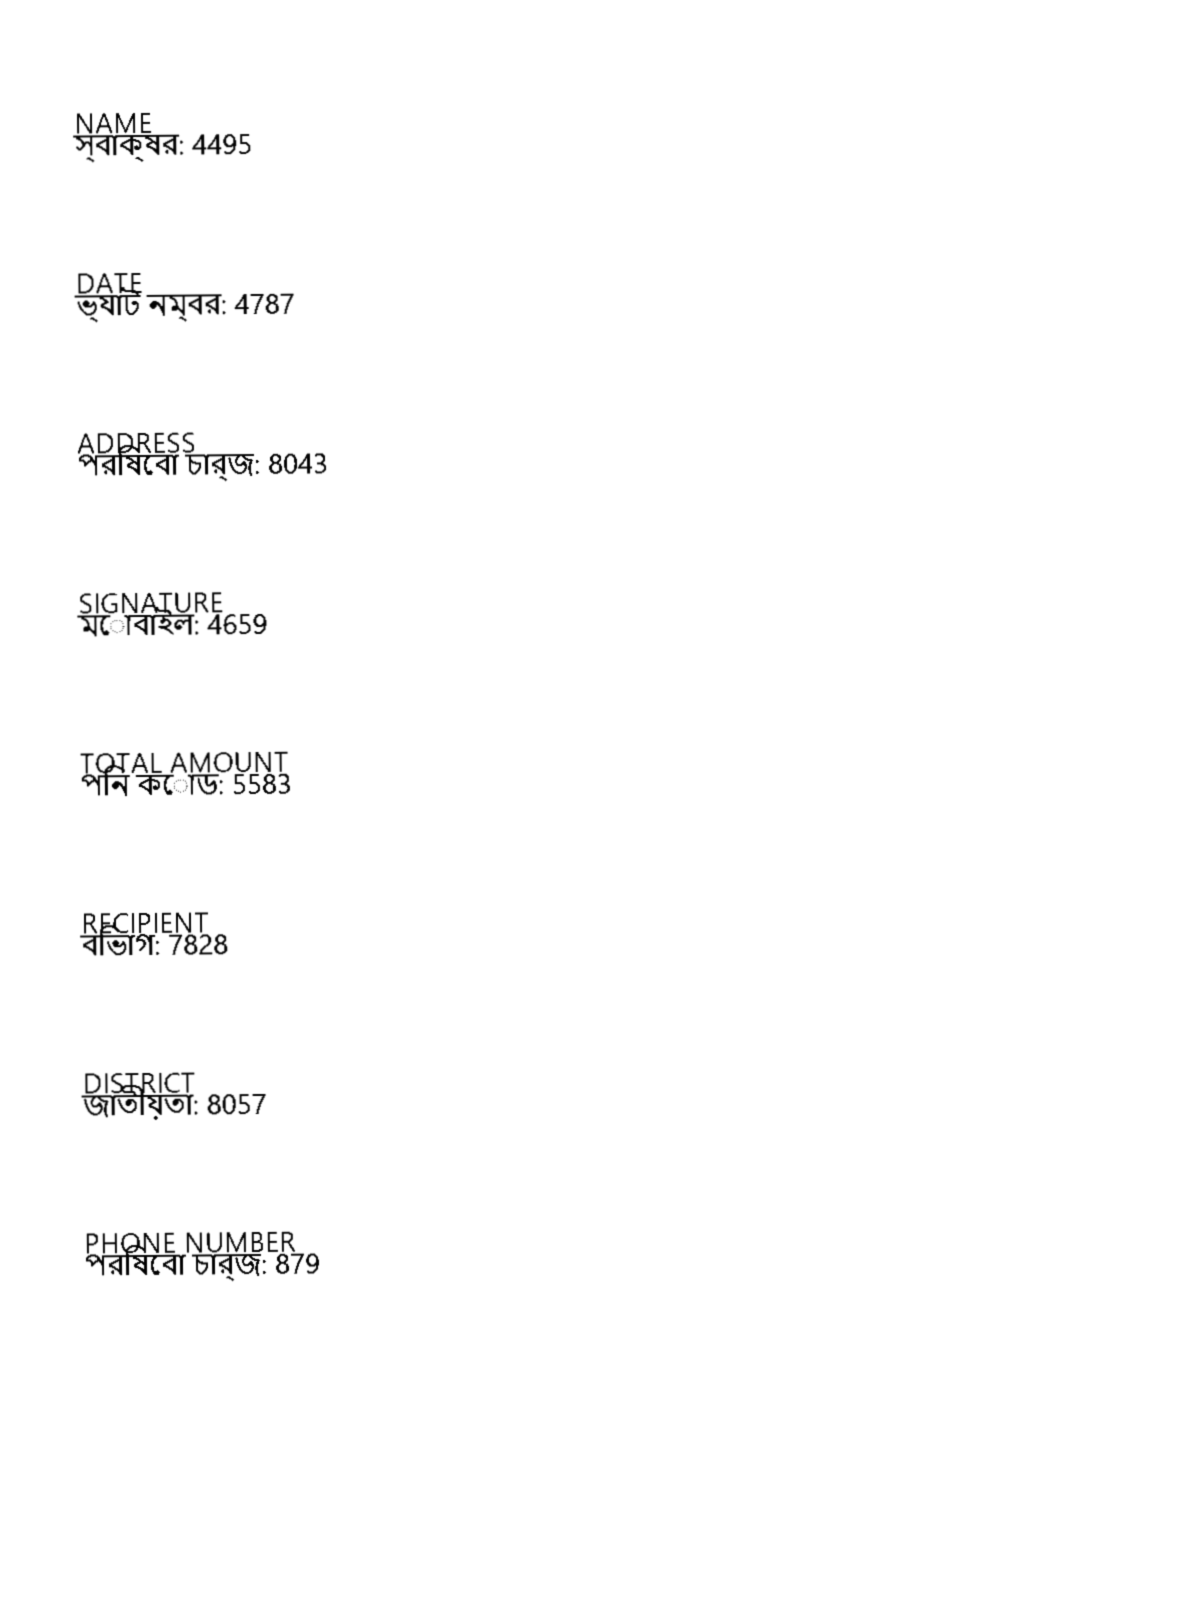 NAME
স্বাক্ষর: 4495
DATE
ভ্যাট নম্বর: 4787
ADDRESS
পরিষেবা চার্জ: 8043
SIGNATURE
মোবাইল: 4659
TOTAL AMOUNT
পিন কোড: 5583
RECIPIENT
বিভাগ: 7828
DISTRICT
জাতীয়তা: 8057
PHONE NUMBER
পরিষেবা চার্জ: 879